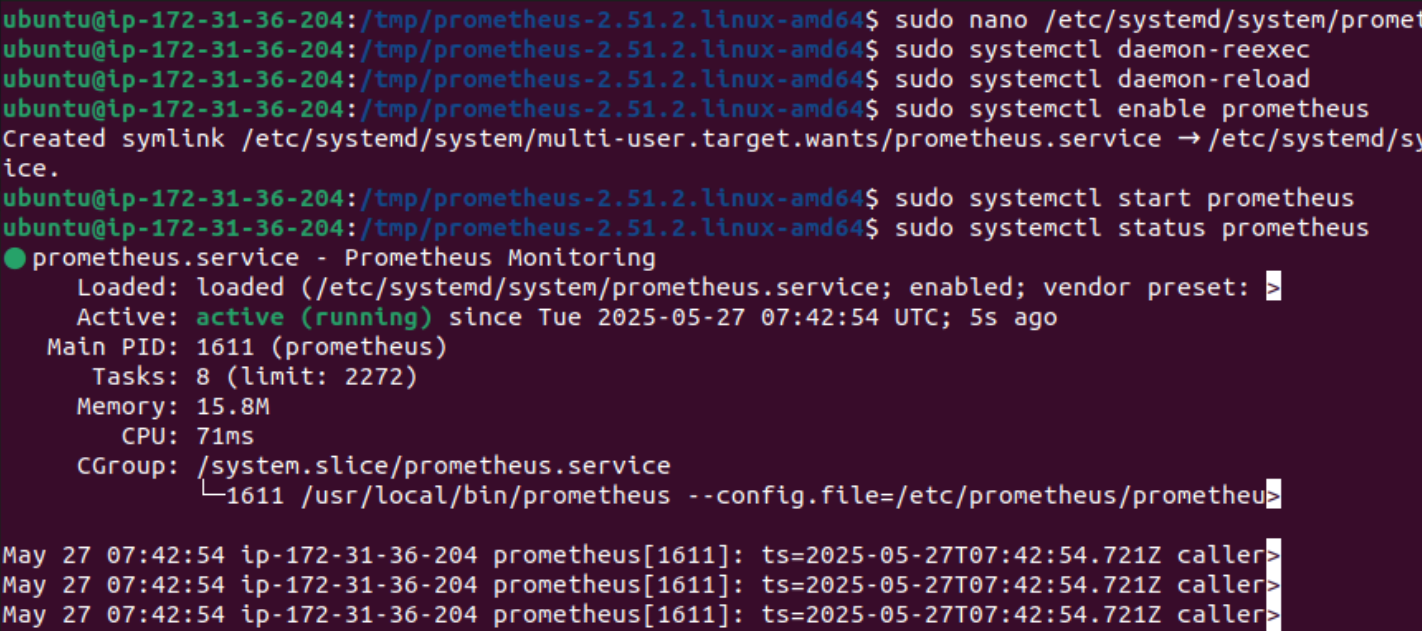 ubuntu@ip-172-31-36-204:/tmp/prometheus-2.51.2.linux-amd64$ sudo nano /etc/systemd/system/promet
ubuntu@ip-172-31-36-204:/tmp/prometheus-2.51.2.linux-amd64$ sudo systemctl daemon-reexec
ubuntu@ip-172-31-36-204:/tmp/prometheus-2.51.2.linux-amd64$ sudo systemctl daemon-reload
ubuntu@ip-172-31-36-204:/tmp/prometheus-2.51.2.linux-amd64$ sudo systemctl enable prometheus
Created symlink /etc/systemd/system/multi-user.target.wants/prometheus.service → /etc/systemd/sy
ice.
ubuntu@ip-172-31-36-204:/tmp/prometheus-2.51.2.linux-amd64$ sudo systemctl start prometheus
ubuntu@ip-172-31-36-204:/tmp/prometheus-2.51.2.linux-amd64$ sudo systemctl status prometheus
● prometheus.service - Prometheus Monitoring
Loaded: loaded (/etc/systemd/system/prometheus.service; enabled; vendor preset: >
Active: active (running) since Tue 2025-05-27 07:42:54 UTC; 5s ago
Main PID: 1611 (prometheus)
Tasks: 8 (limit: 2272)
Memory: 15.8M
CPU: 71ms
CGroup: /system.slice/prometheus.service
└─1611 /usr/local/bin/prometheus --config.file=/etc/prometheus/prometheu>
May 27 07:42:54 ip-172-31-36-204 prometheus[1611]: ts=2025-05-27T07:42:54.721Z caller>
May 27 07:42:54 ip-172-31-36-204 prometheus[1611]: ts=2025-05-27T07:42:54.721Z caller>
May 27 07:42:54 ip-172-31-36-204 prometheus[1611]: ts=2025-05-27T07:42:54.721Z caller>